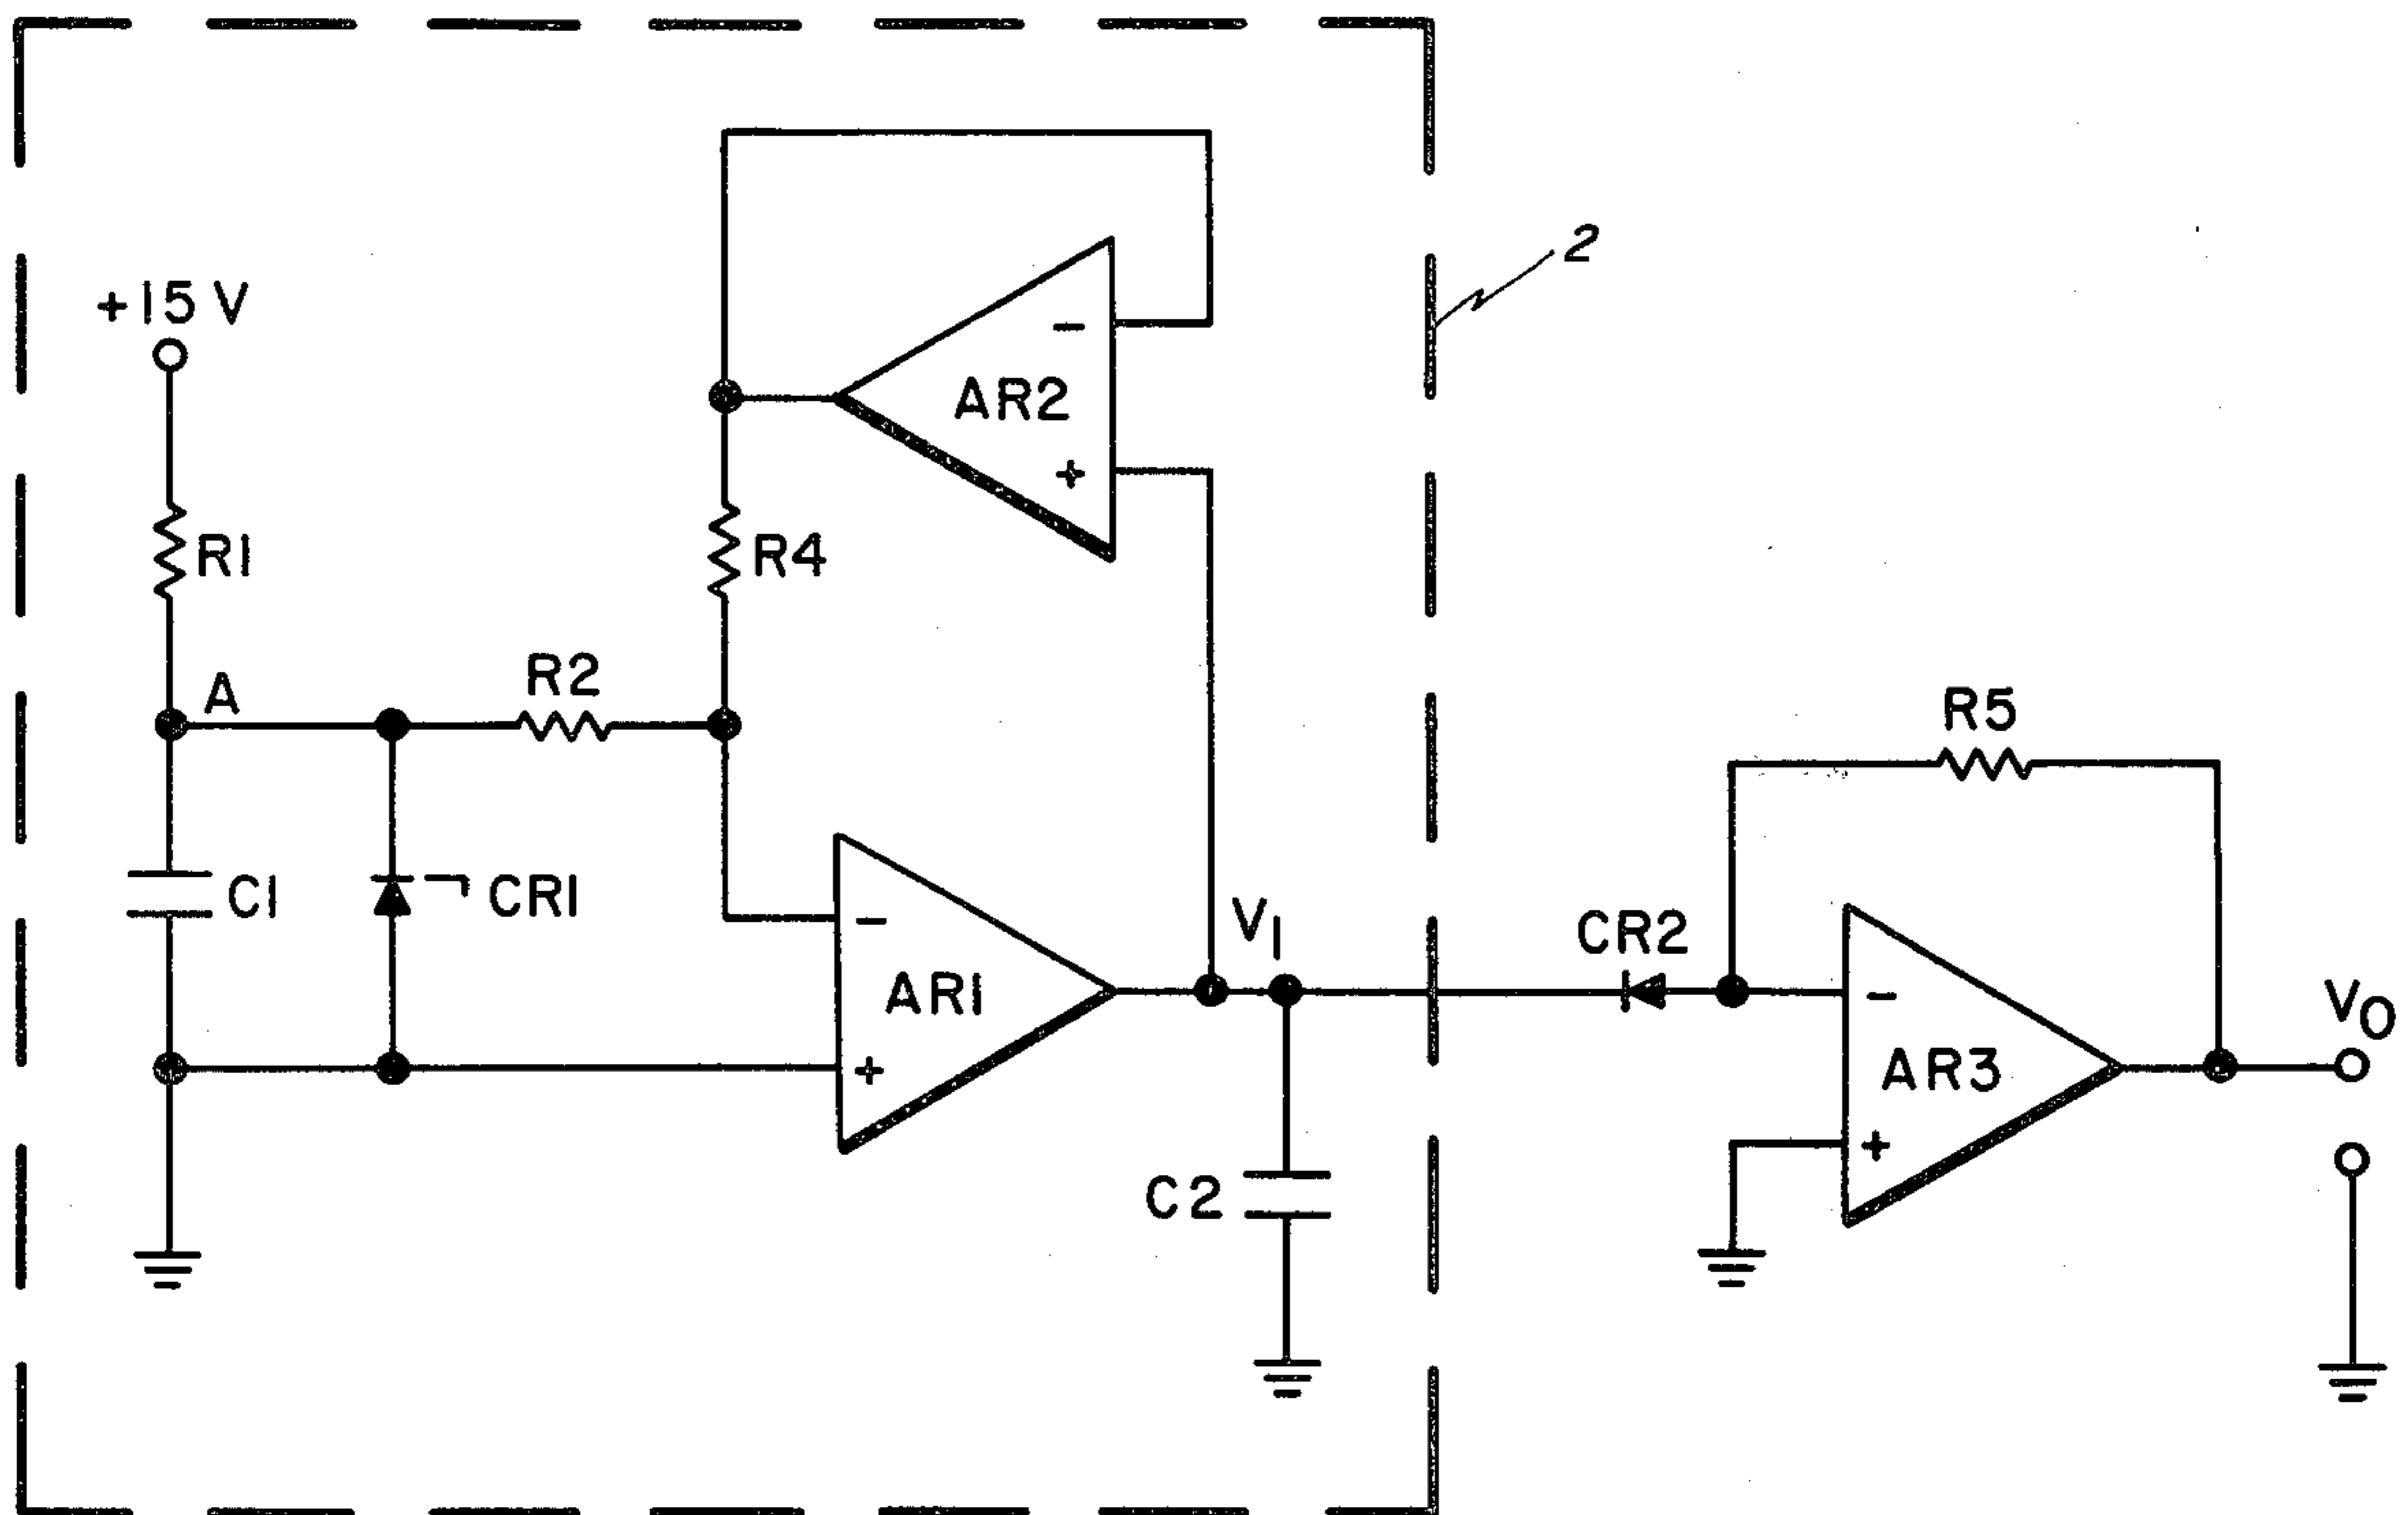 2
+15 V
-
AR2
+
R1
R4
A
R2
R5
C1
CR1
-
AR1
+
V1
CR2
-
AR3
+
VO
C2